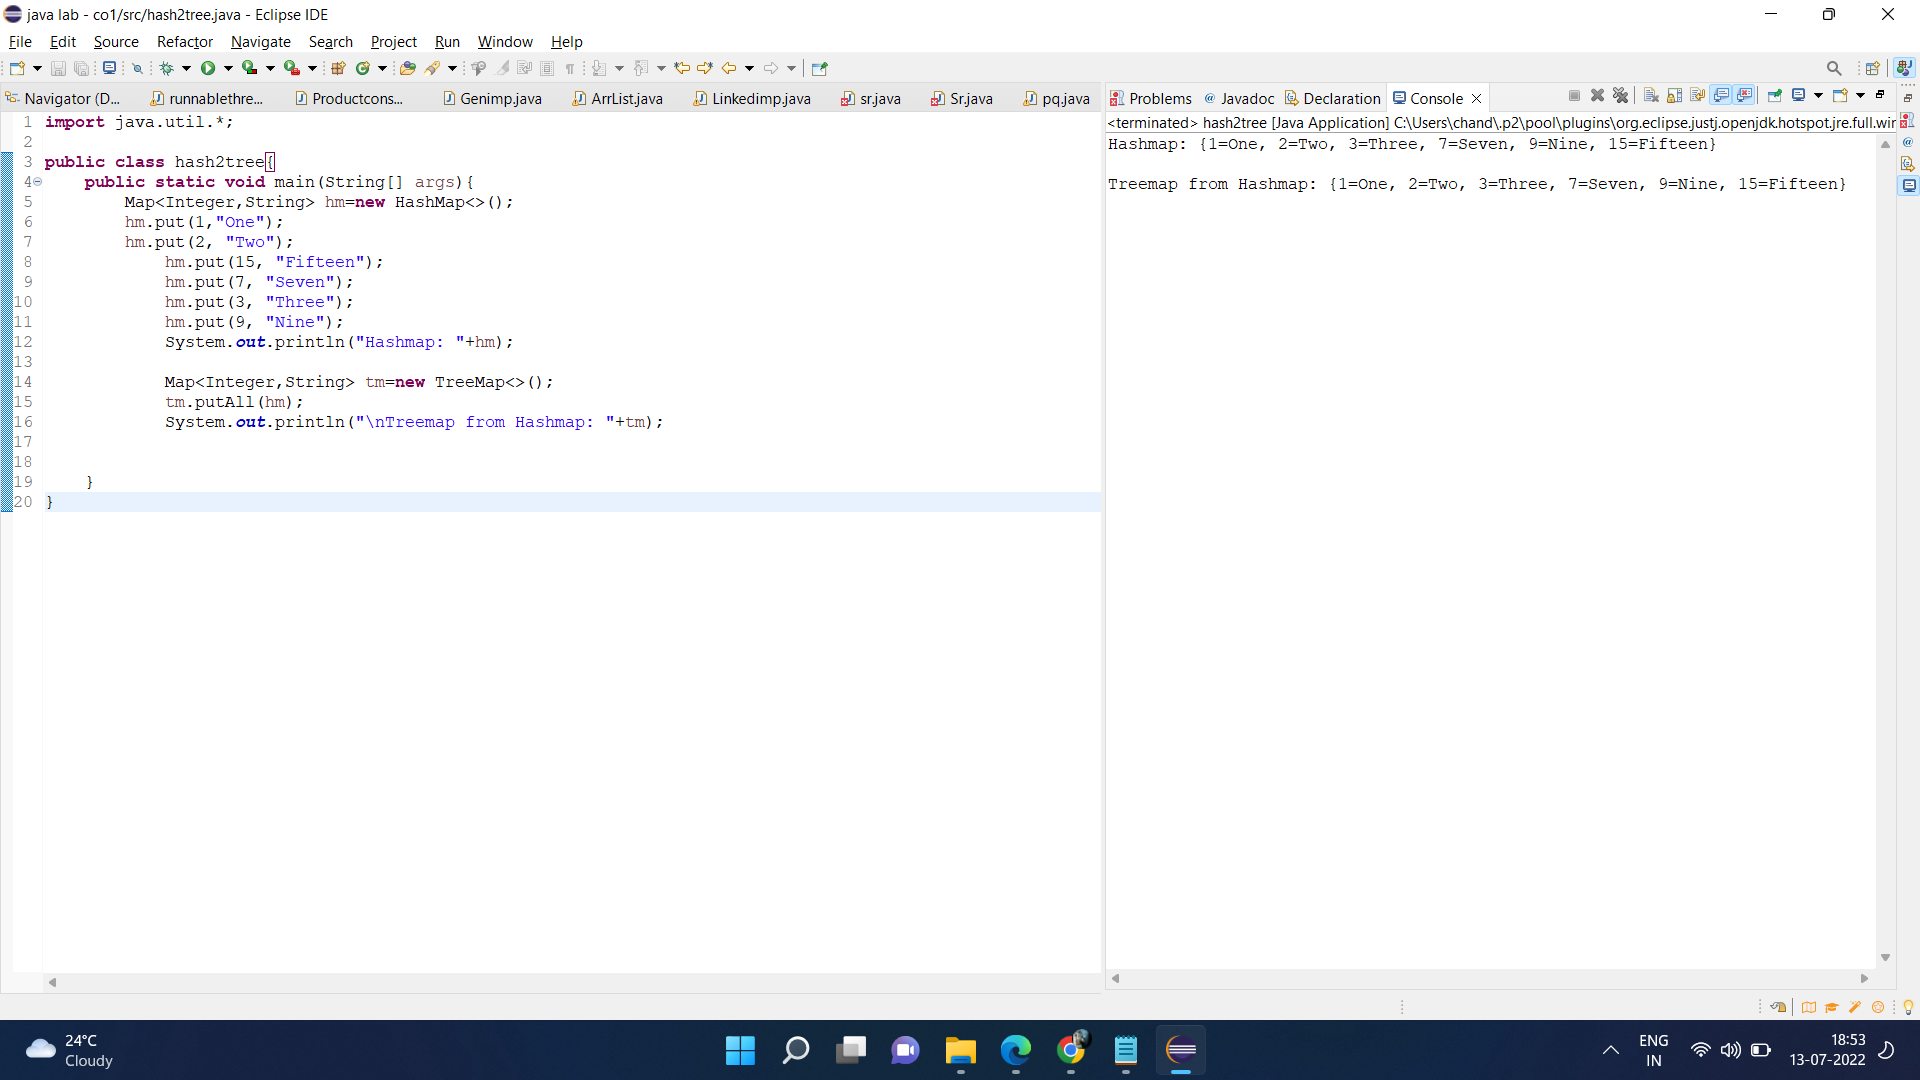 java lab - co1/src/hash2tree.java - Eclipse IDE
File Edit Source Refactor Navigate Search Project Run Window Help
Navigator (D... runnablethre... Productcons... Genimp.java ArrList.java Linkedimp.java sr.java Sr.java pq.java
1 import java.util.*;
2
3 public class hash2tree{
4 public static void main(String[] args){
5 Map<Integer,String> hm=new HashMap<>();
6 hm.put(1,"One");
7 hm.put(2, "Two");
8 hm.put(15, "Fifteen");
9 hm.put(7, "Seven");
10 hm.put(3, "Three");
11 hm.put(9, "Nine");
12 System.out.println("Hashmap: "+hm);
13
14 Map<Integer,String> tm=new TreeMap<>();
15 tm.putAll(hm);
16 System.out.println("\nTreemap from Hashmap: "+tm);
17
18
19 }
20 }
Problems @ Javadoc Declaration Console
<terminated> hash2tree [Java Application] C:\Users\chand\.p2\pool\plugins\org.eclipse.justj.openjdk.hotspot.jre.full.wir
Hashmap: {1=One, 2=Two, 3=Three, 7=Seven, 9=Nine, 15=Fifteen}
Treemap from Hashmap: {1=One, 2=Two, 3=Three, 7=Seven, 9=Nine, 15=Fifteen}
24°C
Cloudy
ENG
IN
18:53
13-07-2022